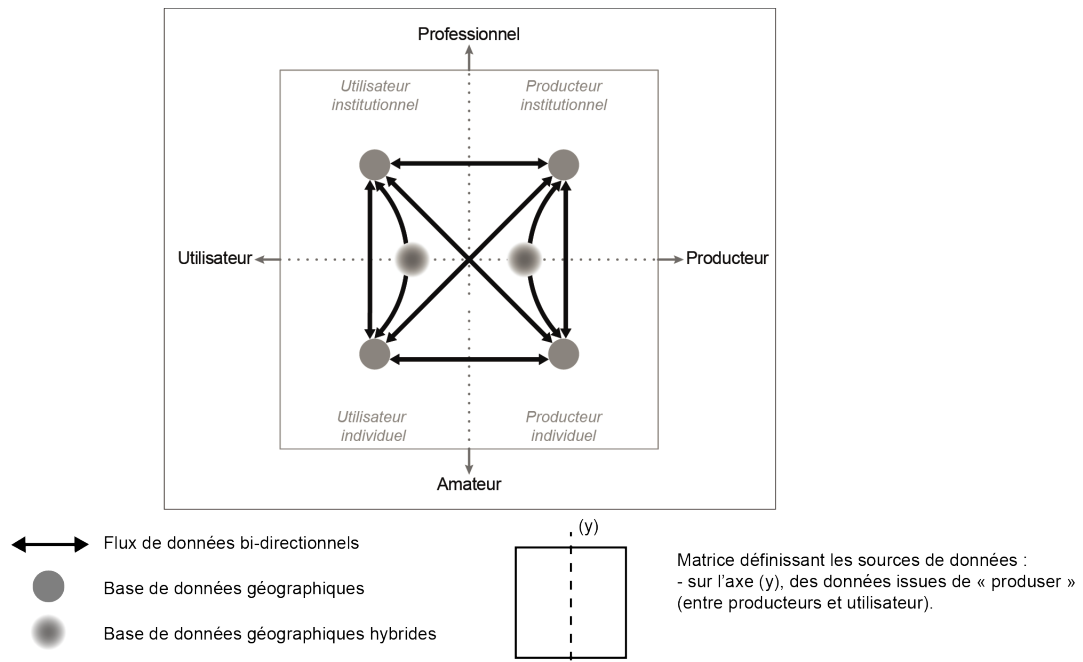 Professionnel
Utilisateur
institutionnel
Producteur
institutionnel
Utilisateur
Producteur
Utilisateur
individuel
Producteur
individuel
Amateur
Flux de données bi-directionnels
Base de données géographiques
Base de données géographiques hybrides
(y)
Matrice définissant les sources de données :
- sur l'axe (y), des données issues de « produser »
(entre producteurs et utilisateur).